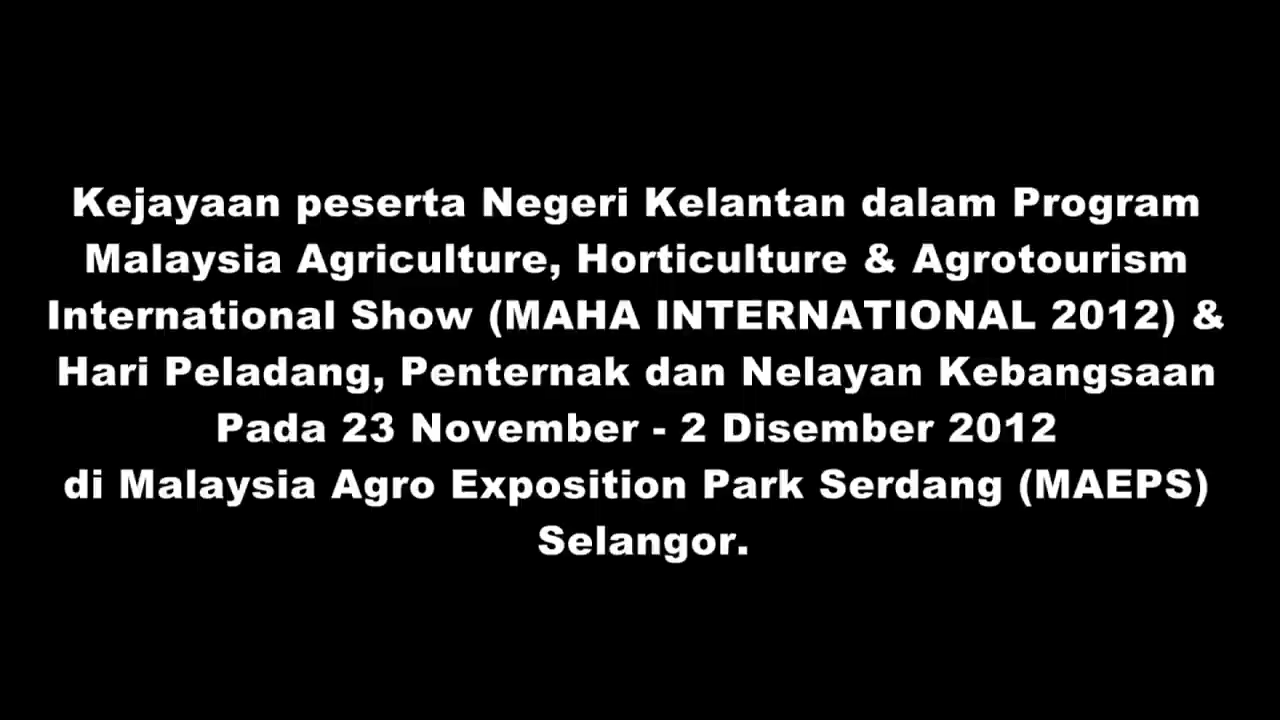 Kejayaan peserta Negeri Kelantan dalam Program
Malaysia Agriculture, Horticulture & Agrotourism
International Show (MAHA INTERNATIONAL 2012) &
Hari Peladang, Penternak dan Nelayan Kebangsaan
Pada 23 November - 2 Disember 2012
di Malaysia Agro Exposition Park Serdang (MAEPS)
Selangor.